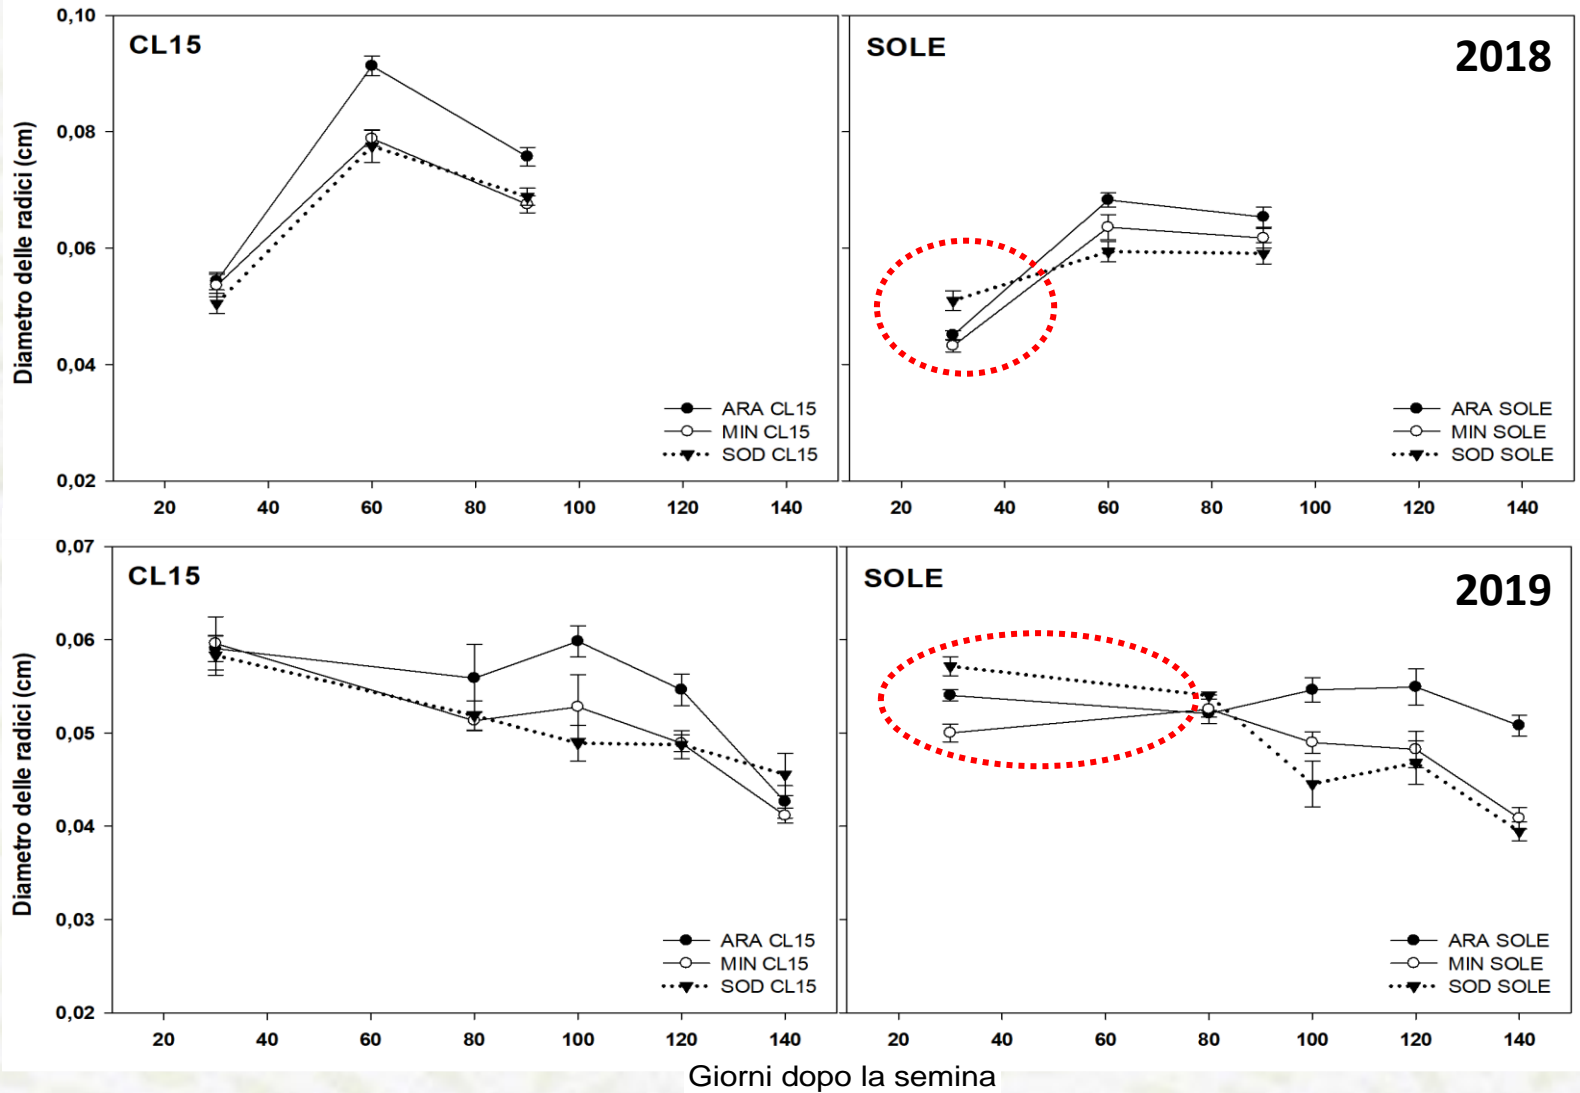 CL15
SOLE
2018
Diametro delle radici (cm)
0,10
0,08
0,06
0,04
0,02
ARA CL15
MIN CL15
SOD CL15
ARA SOLE
MIN SOLE
SOD SOLE
20 40 60 80 100 120 140
20 40 60 80 100 120 140
CL15
SOLE
2019
Diametro delle radici (cm)
0,07
0,06
0,05
0,04
0,03
0,02
ARA CL15
MIN CL15
SOD CL15
ARA SOLE
MIN SOLE
SOD SOLE
20 40 60 80 100 120 140
20 40 60 80 100 120 140
Giorni dopo la semina